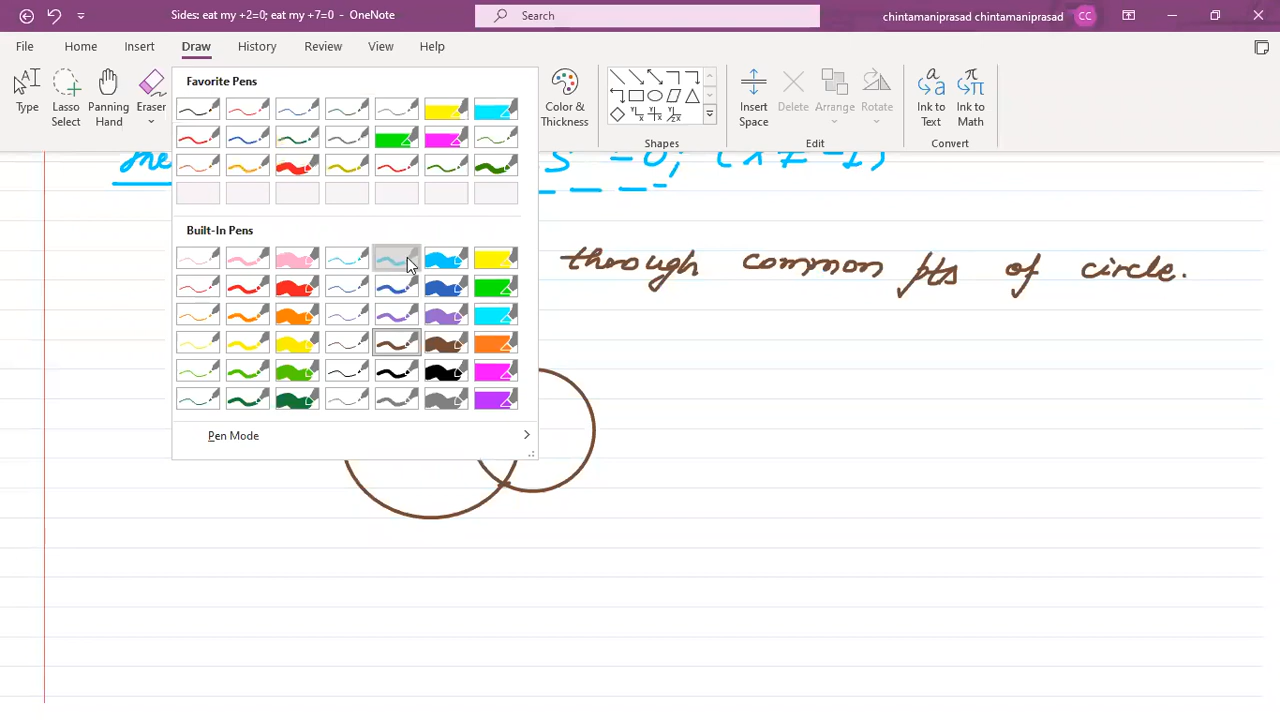 Sides: eat my +2=0; eat my +7=0 - OneNote
Search
chintamaniprasad chintamaniprasad CC
File Home Insert Draw History Review View Help
Type
Lasso Select
Panning Hand
Eraser
Favorite Pens
Color & Thickness
Shapes
Insert Space
Delete
Arrange
Rotate
Edit
Ink to Text
Ink to Math
Convert
=0, (λ≠-1)
Built-In Pens
through common pts of circle.
Pen Mode